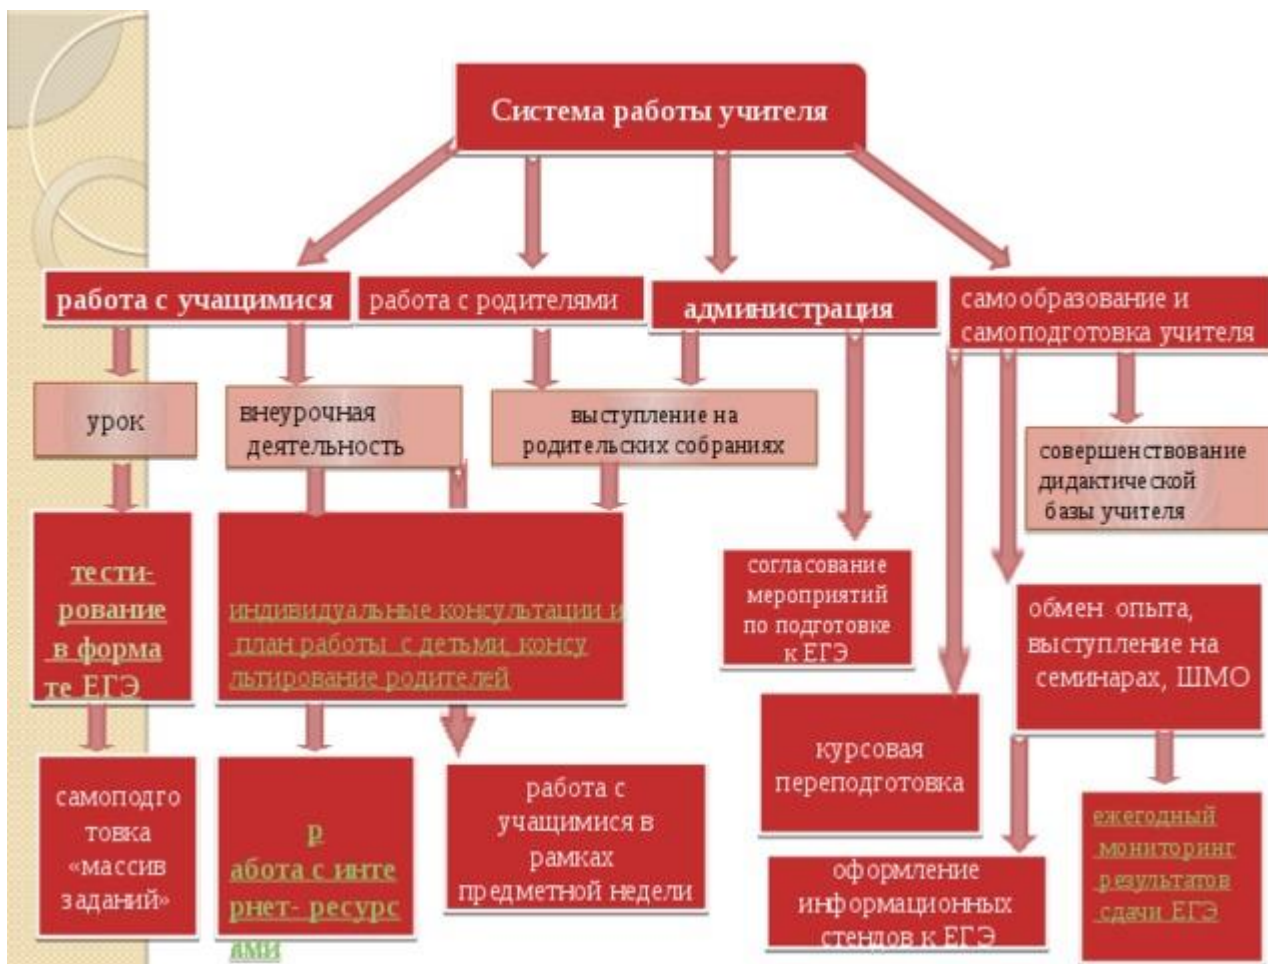 Система работы учителя
работа с учащимися
работа с родителями
администрация
самообразование и
самоподготовка учителя
урок
внеурочная
деятельность
выступление на
родительских собраниях
совершенствование
дидактической
базы учителя
тести-
рование
в форма
те ЕГЭ
индивидуальные консультации и
план работы с детьми, консу
льтирование родителей
согласование
мероприятий
по подготовке
к ЕГЭ
обмен опыта,
выступление на
семинарах, ШМО
самоподго
товка
«массив
заданий»
р
абота с инте
рнет- ресурс
ами
работа с
учащимися в
рамках
предметной недели
курсовая
переподготовка
оформление
информационных
стендов к ЕГЭ
ежегодный
мониторинг
результатов
сдачи ЕГЭ